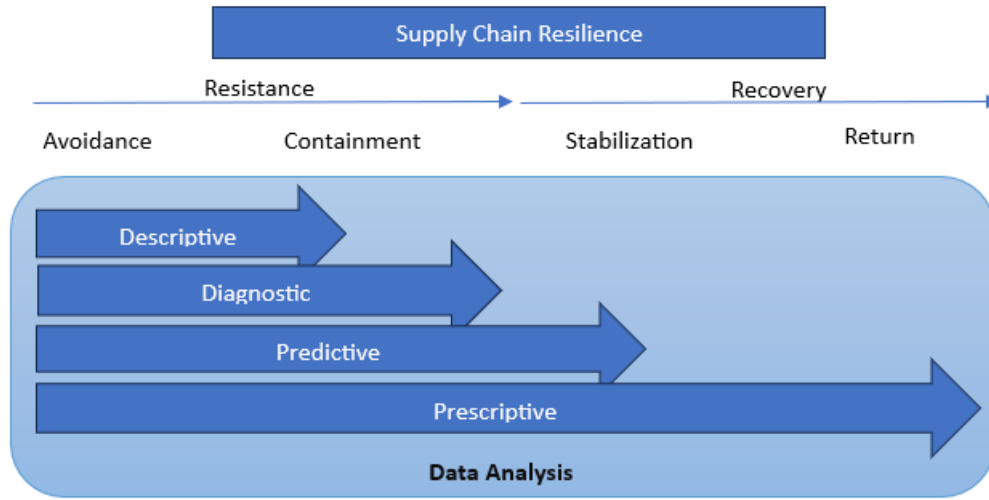 Supply Chain Resilience
Resistance
Recovery
Avoidance
Containment
Stabilization
Return
Descriptive
Diagnostic
Predictive
Prescriptive
Data Analysis